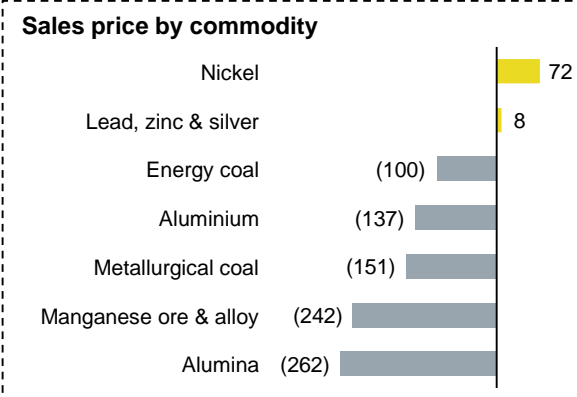 Sales price by commodity
Nickel 72
Lead, zinc & silver 8
Energy coal (100)
Aluminium (137)
Metallurgical coal (151)
Manganese ore & alloy (242)
Alumina (262)